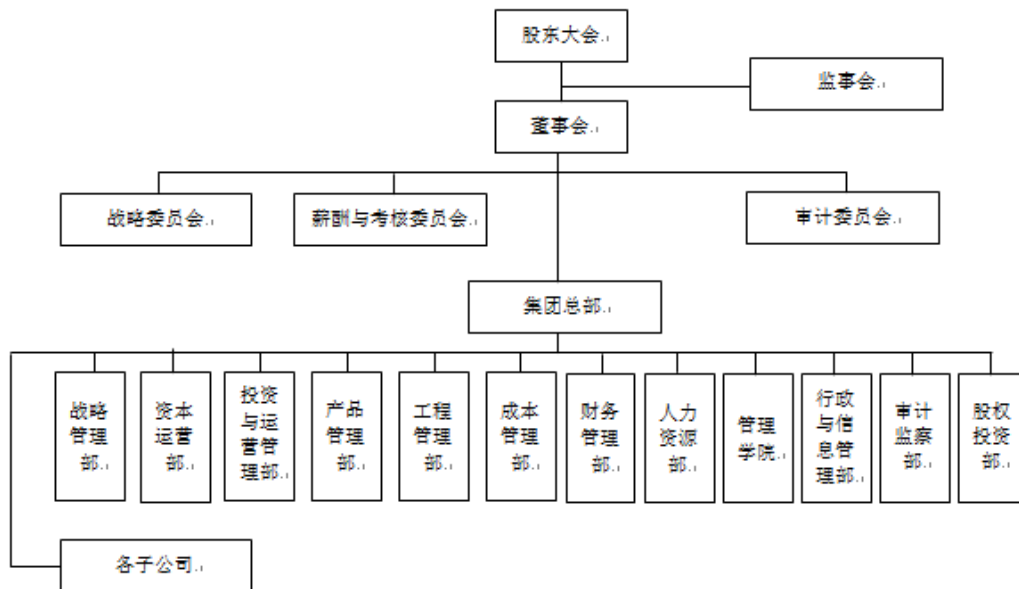 股东大会
监事会
董事会
战略委员会
薪酬与考核委员会
审计委员会
集团总部
战略
管理
部
资本
运营
部
投资
与运
营管
理部
产品
管理
部
工程
管理
部
成本
管理
部
财务
管理
部
人力
资源
部
管理
学院
行政
与信
息管
理部
审计
监察
部
股权
投资
部
各子公司